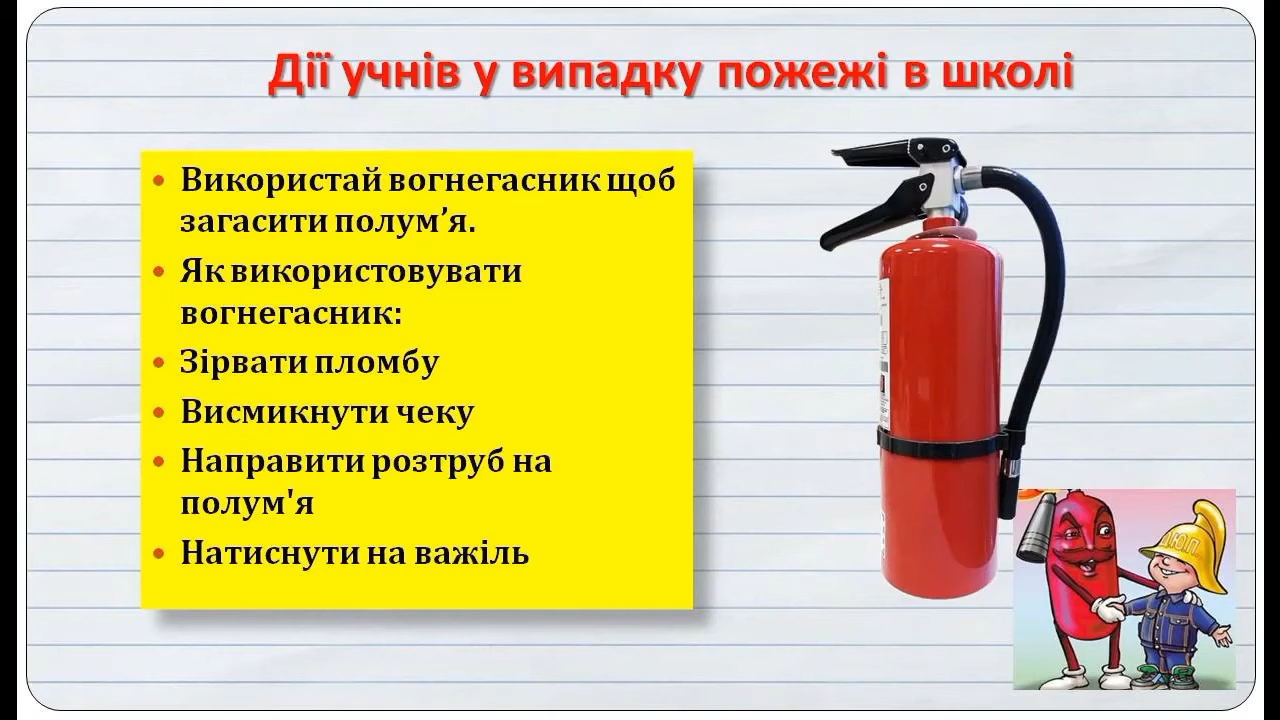 Дії учнів у випадку пожежі в школі
• Використай вогнегасник щоб
загасити полум’я.
• Як використовувати
вогнегасник:
• Зірвати пломбу
• Висмикнути чеку
• Направити розтруб на
полум'я
• Натиснути на важіль
ДЮП